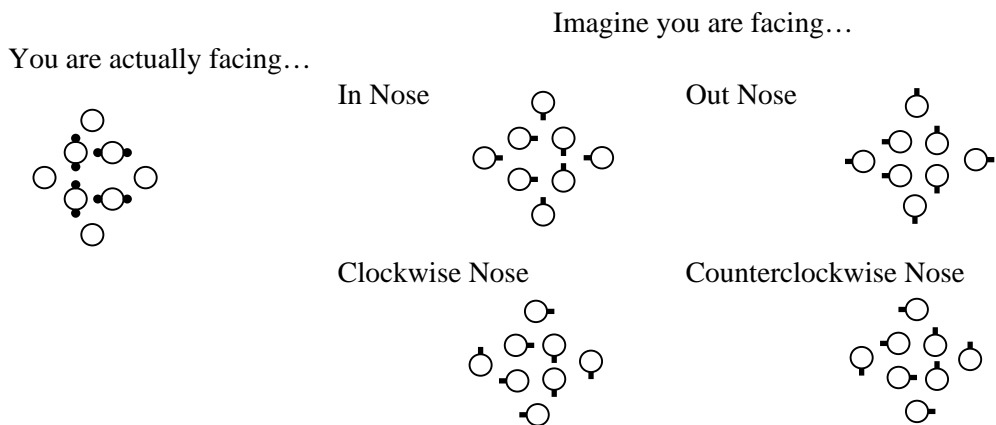 Imagine you are facing…
You are actually facing…
In Nose
Out Nose
Clockwise Nose
Counterclockwise Nose